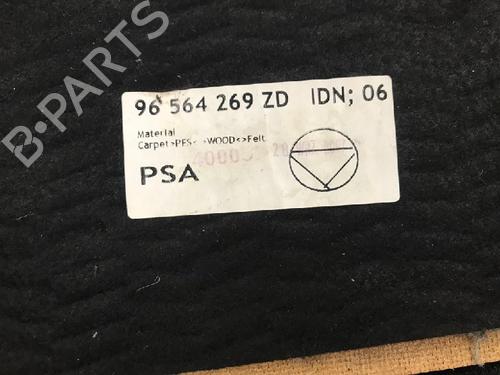 B-PARTS
96 564 269 ZD IDN; 06
Material
Carpet>PES< >WOOD<>Felt
PSA